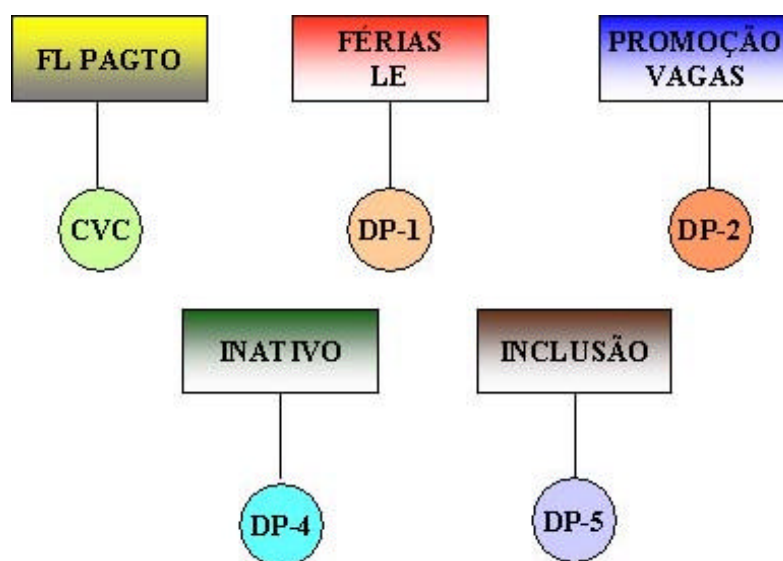 FL PAGTO
FÉRIAS
LE
PROMOÇÃO
VAGAS
CVC
DP-1
DP-2
INATIVO
INCLUSÃO
DP-4
DP-5